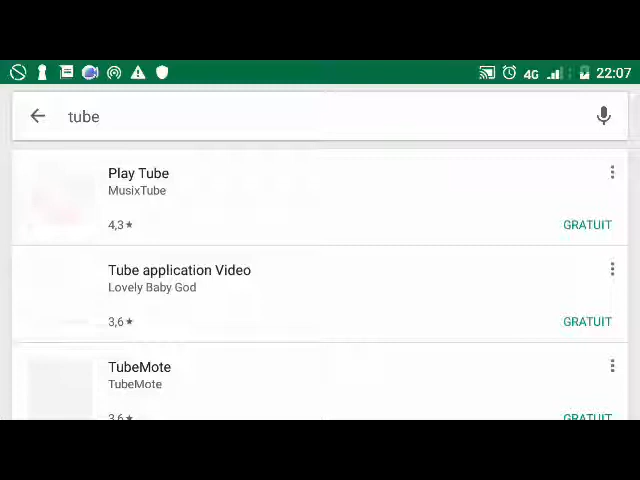 4G 22:07
tube
Play Tube
MusixTube
4,3★
GRATUIT
Tube application Video
Lovely Baby God
3,6★
GRATUIT
TubeMote
TubeMote
3,6★
GRATUIT